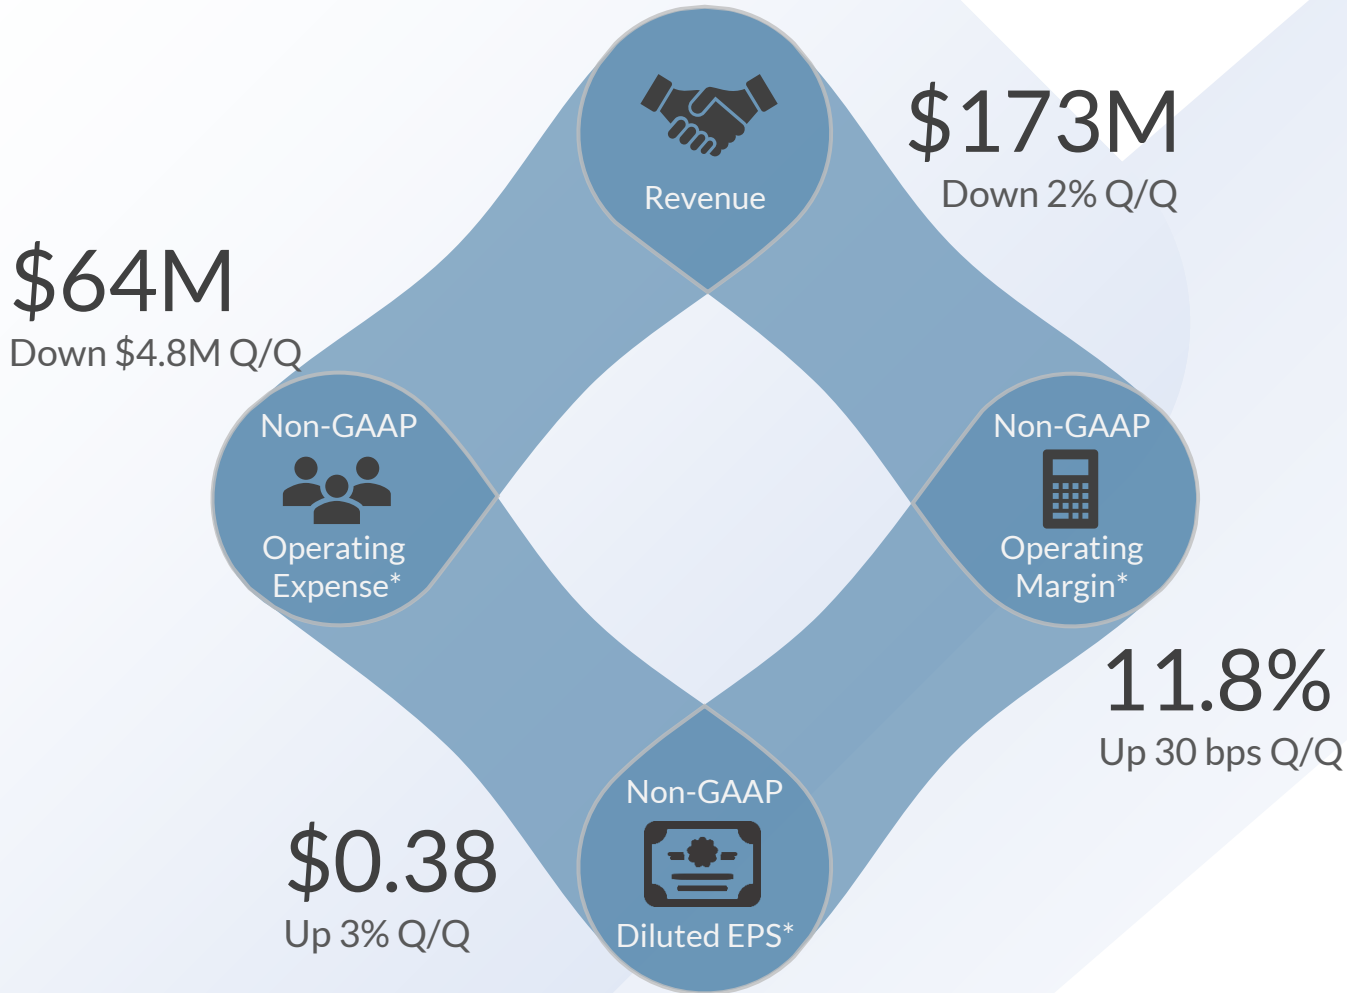 Revenue
$173M
Down 2% Q/Q
$64M
Down $4.8M Q/Q
Non-GAAP
Operating
Expense*
Non-GAAP
Operating
Margin*
11.8%
Up 30 bps Q/Q
Non-GAAP
Diluted EPS*
$0.38
Up 3% Q/Q